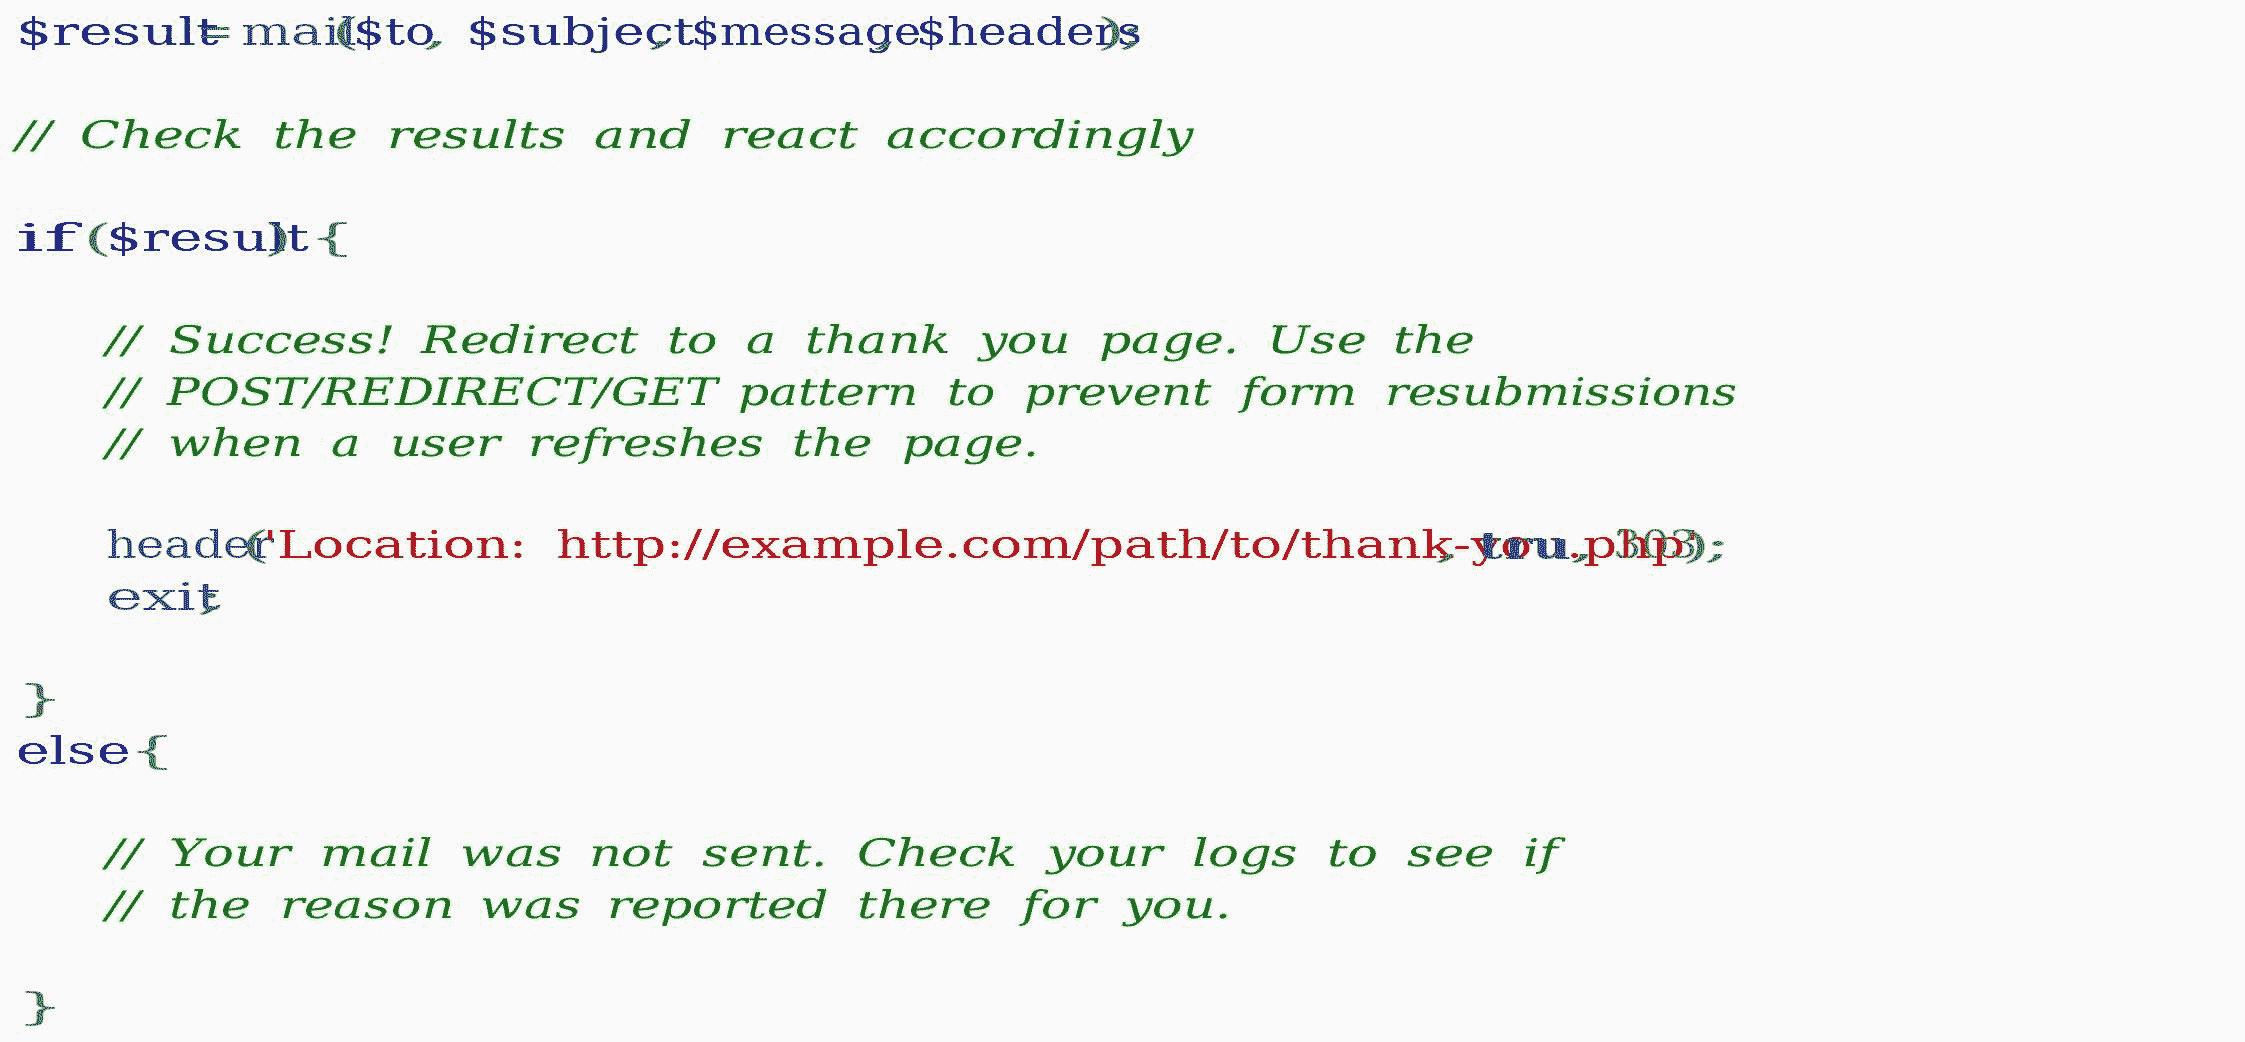 $result = mail($to, $subject, $message, $headers);
// Check the results and react accordingly
if ($result) {
// Success! Redirect to a thank you page. Use the
// POST/REDIRECT/GET pattern to prevent form resubmissions
// when a user refreshes the page.
header('Location: http://example.com/path/to/thank-you.php', tru, 303);
exit;
}
else {
// Your mail was not sent. Check your logs to see if
// the reason was reported there for you.
}